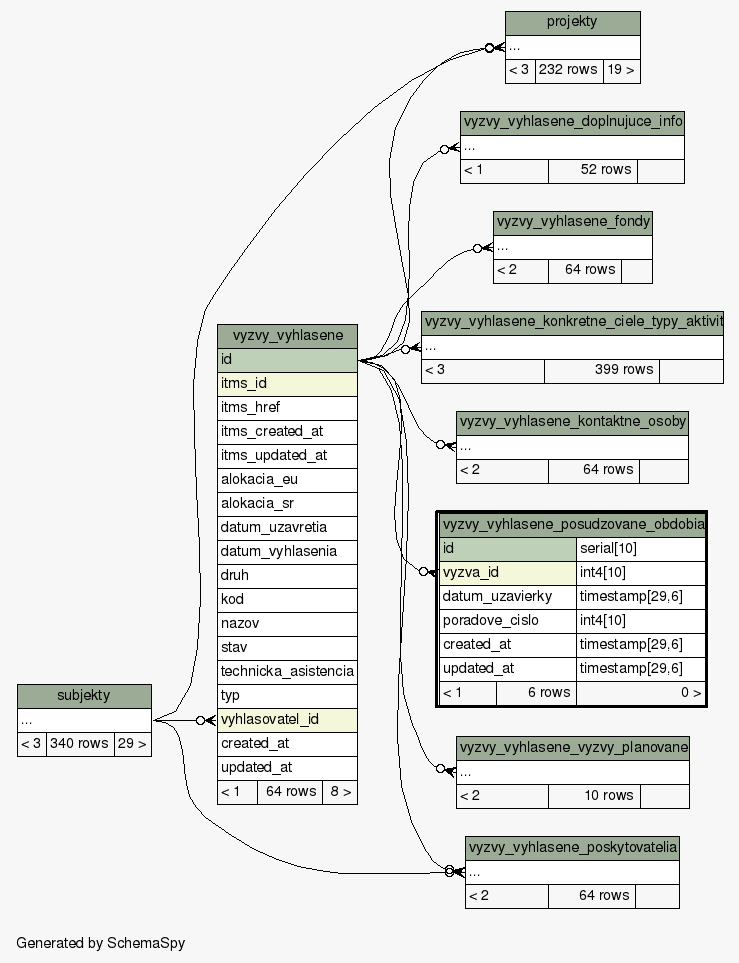 projekty
...
< 3 232 rows 19 >
vyzvy_vyhlasene_doplnujuce_info
...
< 1 52 rows
vyzvy_vyhlasene_fondy
...
< 2 64 rows
vyzvy_vyhlasene_konkretne_ciele_typy_aktivit
...
< 3 399 rows
vyzvy_vyhlasene
id
itms_id
itms_href
itms_created_at
itms_updated_at
alokacia_eu
alokacia_sr
datum_uzavretia
datum_vyhlasenia
druh
kod
nazov
stav
technicka_asistencia
typ
vyhlasovatel_id
created_at
updated_at
< 1 64 rows 8 >
vyzvy_vyhlasene_kontaktne_osoby
...
< 2 64 rows
vyzvy_vyhlasene_posudzovane_obdobia
id serial[10]
vyzva_id int4[10]
datum_uzavierky timestamp[29,6]
poradove_cislo int4[10]
created_at timestamp[29,6]
updated_at timestamp[29,6]
< 1 6 rows 0 >
subjekty
...
< 3 340 rows 29 >
vyzvy_vyhlasene_vyzvy_planovane
...
< 2 10 rows
vyzvy_vyhlasene_poskytovatelia
...
< 2 64 rows
Generated by SchemaSpy